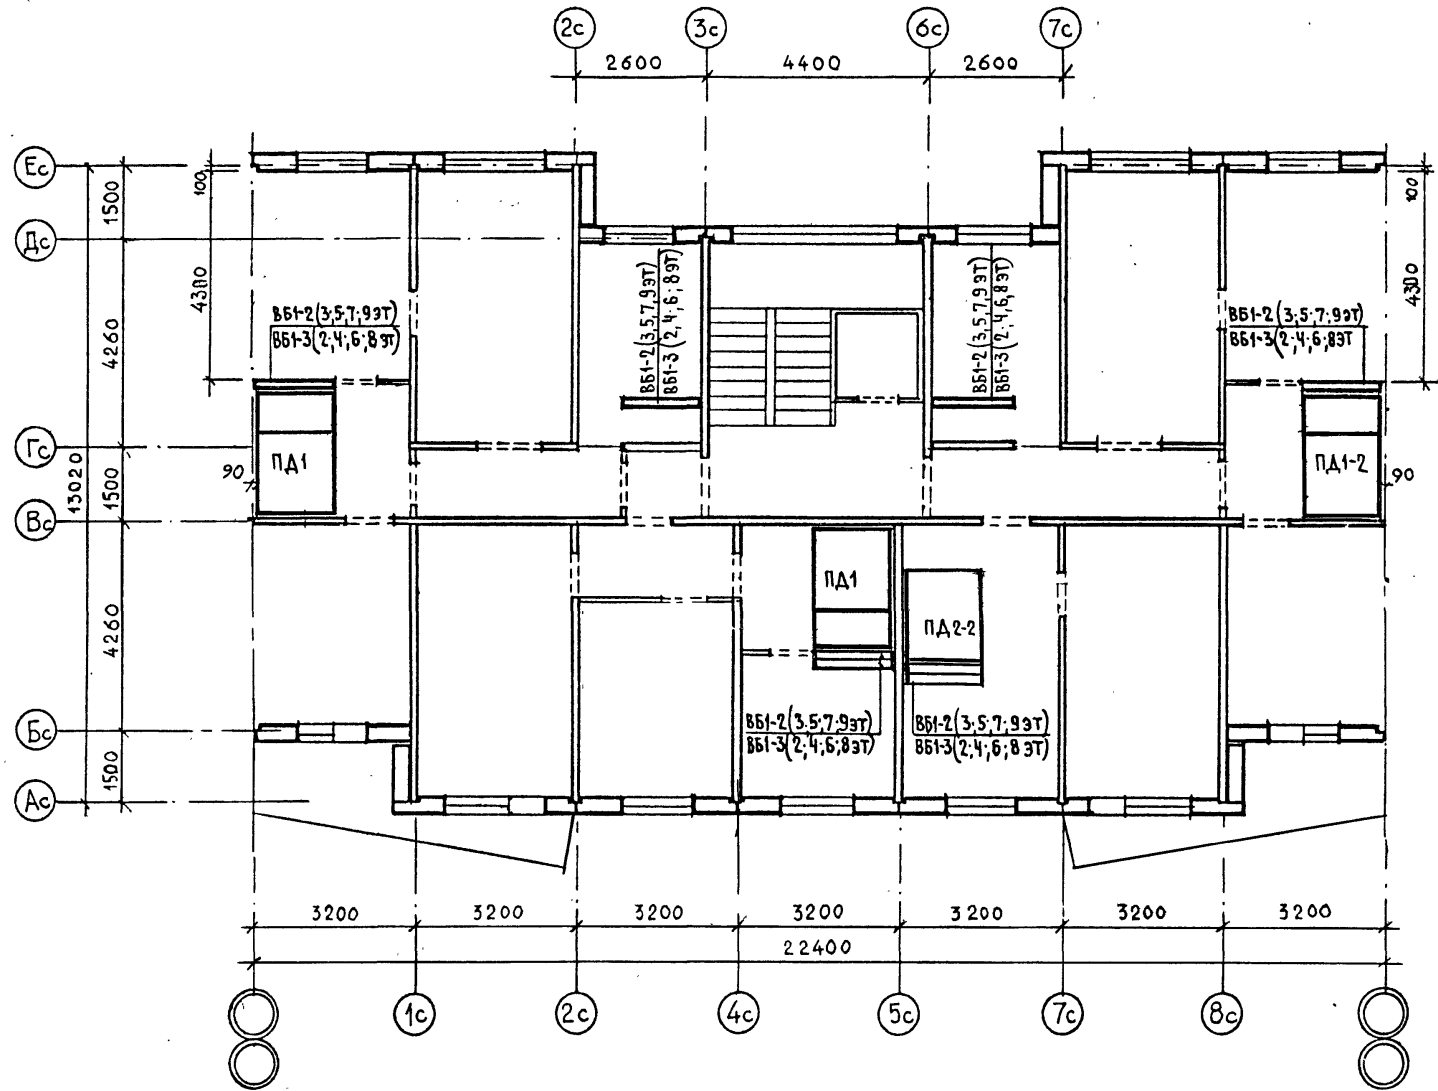 2с 3с 6с 7с
2600 4400 2600
Ес
Дс
Гс
Вс
Бс
Ас
1500
4260
1500
4260
1500
13020
100
4300
90
ВБ1-2(3;5;7;9ЭТ)
ВБ1-3(2;4;6;8ЭТ)
ПД1
ВБ1-2(3,5,7,9ЭТ)
ВБ1-3(2,4;6;8ЭТ)
ВБ1-2(3,5,7,9ЭТ)
ВБ1-3(2,4,6,8ЭТ)
ВБ1-2(3;5;7;9ЭТ)
ВБ1-3(2;4;6;8ЭТ
100
4300
ПД1-2
90
ПД1
ПД2-2
ВБ1-2(3;5;7;9ЭТ)
ВБ1-3(2;4;6;8ЭТ)
ВБ1-2(3;5;7;9ЭТ)
ВБ1-3(2;4;6;8ЭТ)
3200 3200 3200 3200 3200 3200 3200
22400
1с 2с 4с 5с 7с 8с